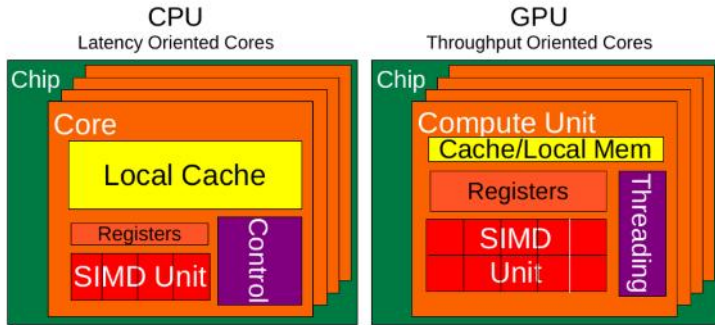 CPU
Latency Oriented Cores
Chip
Core
Local Cache
Registers
SIMD Unit
Control
GPU
Throughput Oriented Cores
Chip
Compute Unit
Cache/Local Mem
Registers
SIMD
Unit
Threading